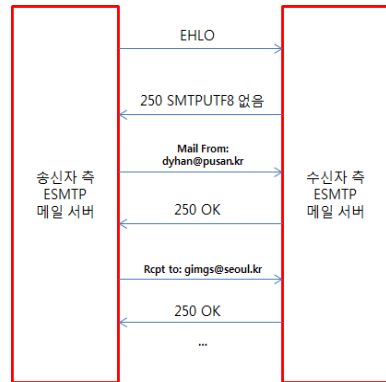 EHLO
250 SMTPUTF8 없음
Mail From:
dyhan@pusan.kr
송신자 측
ESMTP
메일 서버
수신자 측
ESMTP
메일 서버
250 OK
Rcpt to: gimgs@seoul.kr
250 OK
...